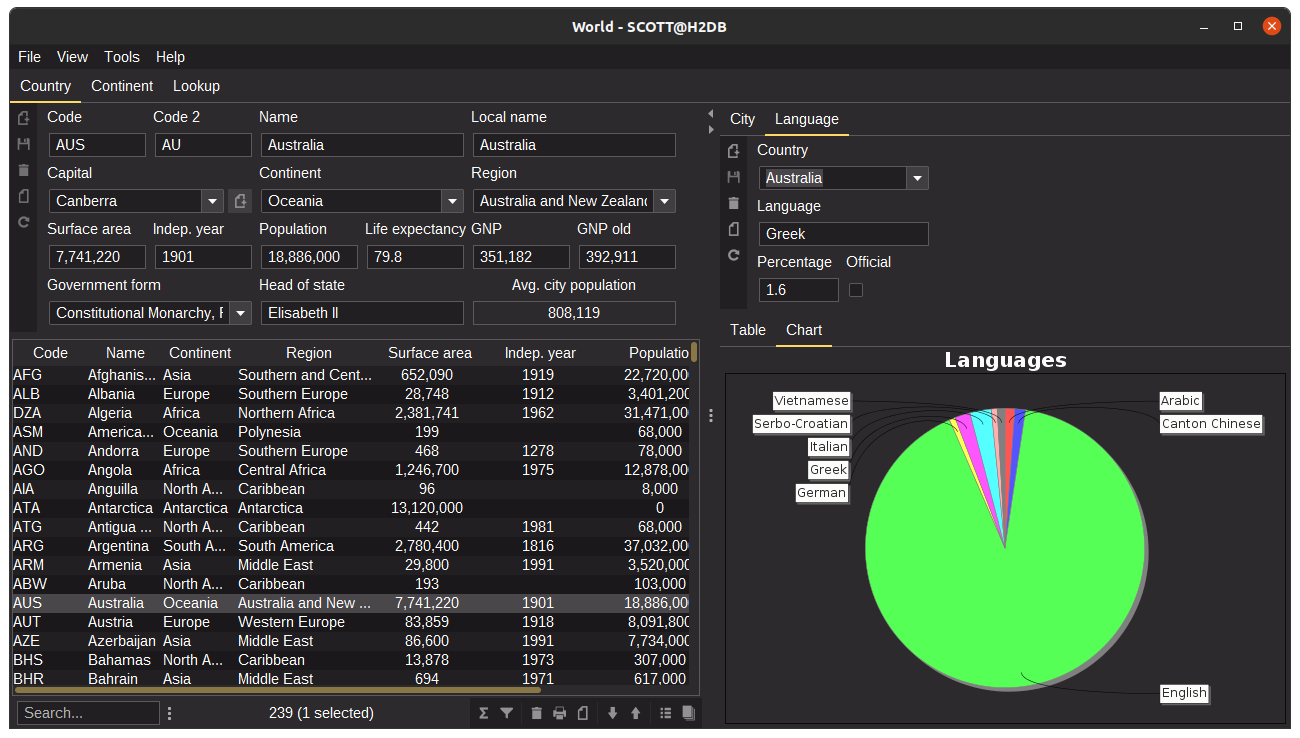 World - SCOTT@H2DB
File View Tools Help
Country Continent Lookup
Code Code 2 Name Local name
AUS AU Australia Australia
Capital Continent Region
Canberra Oceania Australia and New Zealand
Surface area Indep. year Population Life expectancy GNP GNP old
7,741,220 1901 18,886,000 79.8 351,182 392,911
Government form Head of state Avg. city population
Constitutional Monarchy, F Elisabeth II 808,119
Code Name Continent Region Surface area Indep. year Populatio
AFG Afghanis... Asia Southern and Cent... 652,090 1919 22,720,00
ALB Albania Europe Southern Europe 28,748 1912 3,401,200
DZA Algeria Africa Northern Africa 2,381,741 1962 31,471,00
ASM America... Oceania Polynesia 199 68,000
AND Andorra Europe Southern Europe 468 1278 78,000
AGO Angola Africa Central Africa 1,246,700 1975 12,878,00
AIA Anguilla North A... Caribbean 96 8,000
ATA Antarctica Antarctica Antarctica 13,120,000 0
ATG Antigua ... North A... Caribbean 442 1981 68,000
ARG Argentina South A... South America 2,780,400 1816 37,032,00
ARM Armenia Asia Middle East 29,800 1991 3,520,000
ABW Aruba North A... Caribbean 193 103,000
AUS Australia Oceania Australia and New ... 7,741,220 1901 18,886,00
AUT Austria Europe Western Europe 83,859 1918 8,091,800
AZE Azerbaijan Asia Middle East 86,600 1991 7,734,000
BHS Bahamas North A... Caribbean 13,878 1973 307,000
BHR Bahrain Asia Middle East 694 1971 617,000
Search... 239 (1 selected)
City Language
Country
Australia
Language
Greek
Percentage Official
1.6
Table Chart
Languages
Vietnamese Arabic
Serbo-Croatian Canton Chinese
Italian
Greek
German
English